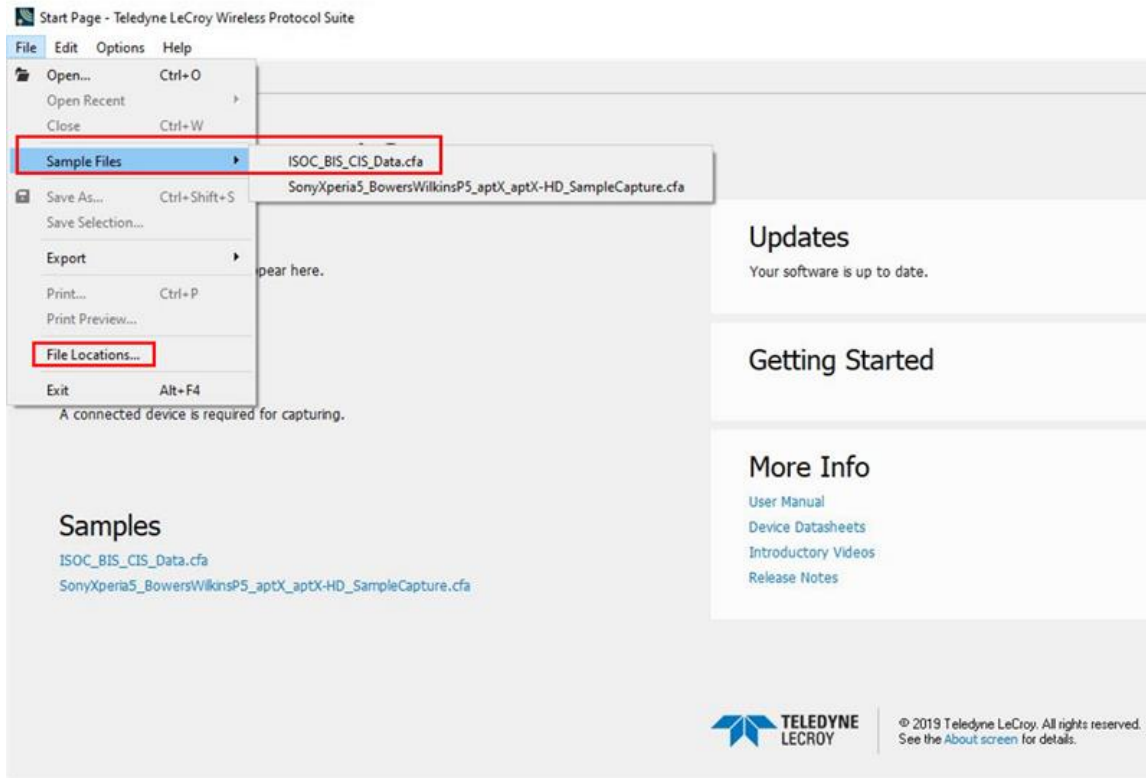 Start Page - Teledyne LeCroy Wireless Protocol Suite
File Edit Options Help
Open... Ctrl+O
Open Recent
Close Ctrl+W
Sample Files
ISOC_BIS_CIS_Data.cfa
SonyXperia5_BowersWilkinsP5_aptX_aptX-HD_SampleCapture.cfa
Save As... Ctrl+Shift+S
Save Selection...
Export
Print... Ctrl+P
Print Preview...
File Locations...
Exit Alt+F4
pear here.
A connected device is required for capturing.
Samples
ISOC_BIS_CIS_Data.cfa
SonyXperia5_BowersWilkinsP5_aptX_aptX-HD_SampleCapture.cfa
Updates
Your software is up to date.
Getting Started
More Info
User Manual
Device Datasheets
Introductory Videos
Release Notes
TELEDYNE
LECROY
© 2019 Teledyne LeCroy. All rights reserved.
See the About screen for details.